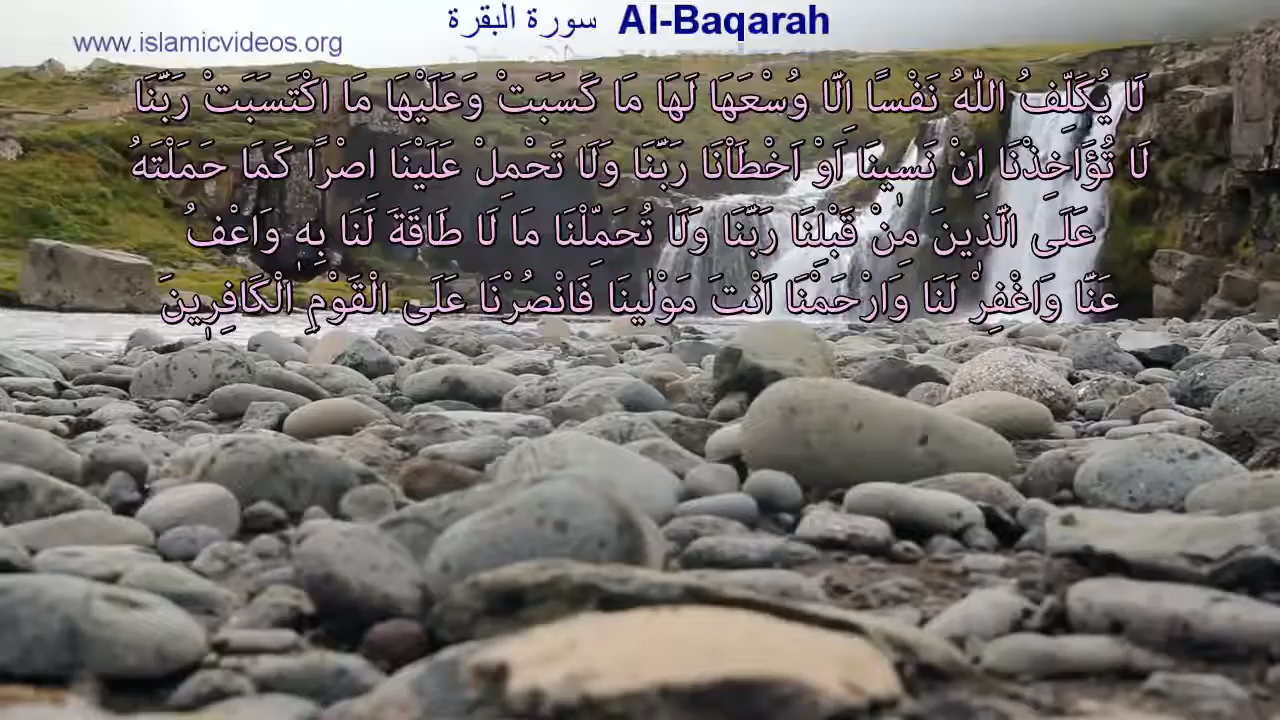 سورة البقرة Al-Baqarah
www.islamicvideos.org
لَا يُكَلِّفُ اللّٰهُ نَفْسًا اِلَّا وُسْعَهَا لَهَا مَا كَسَبَتْ وَعَلَيْهَا مَا اكْتَسَبَتْ رَبَّنَا
لَا تُؤَاخِذْنَا اِنْ نَسٖينَا اَوْ اَخْطَاْنَا رَبَّنَا وَلَا تَحْمِلْ عَلَيْنَا اِصْرًا كَمَا حَمَلْتَهُ
عَلَى الَّذٖينَ مِنْ قَبْلِنَا رَبَّنَا وَلَا تُحَمِّلْنَا مَا لَا طَاقَةَ لَنَا بِهٖ وَاعْفُ
عَنَّا وَاغْفِرْ لَنَا وَارْحَمْنَا اَنْتَ مَوْلٰينَا فَانْصُرْنَا عَلَى الْقَوْمِ الْكَافِرٖينَ